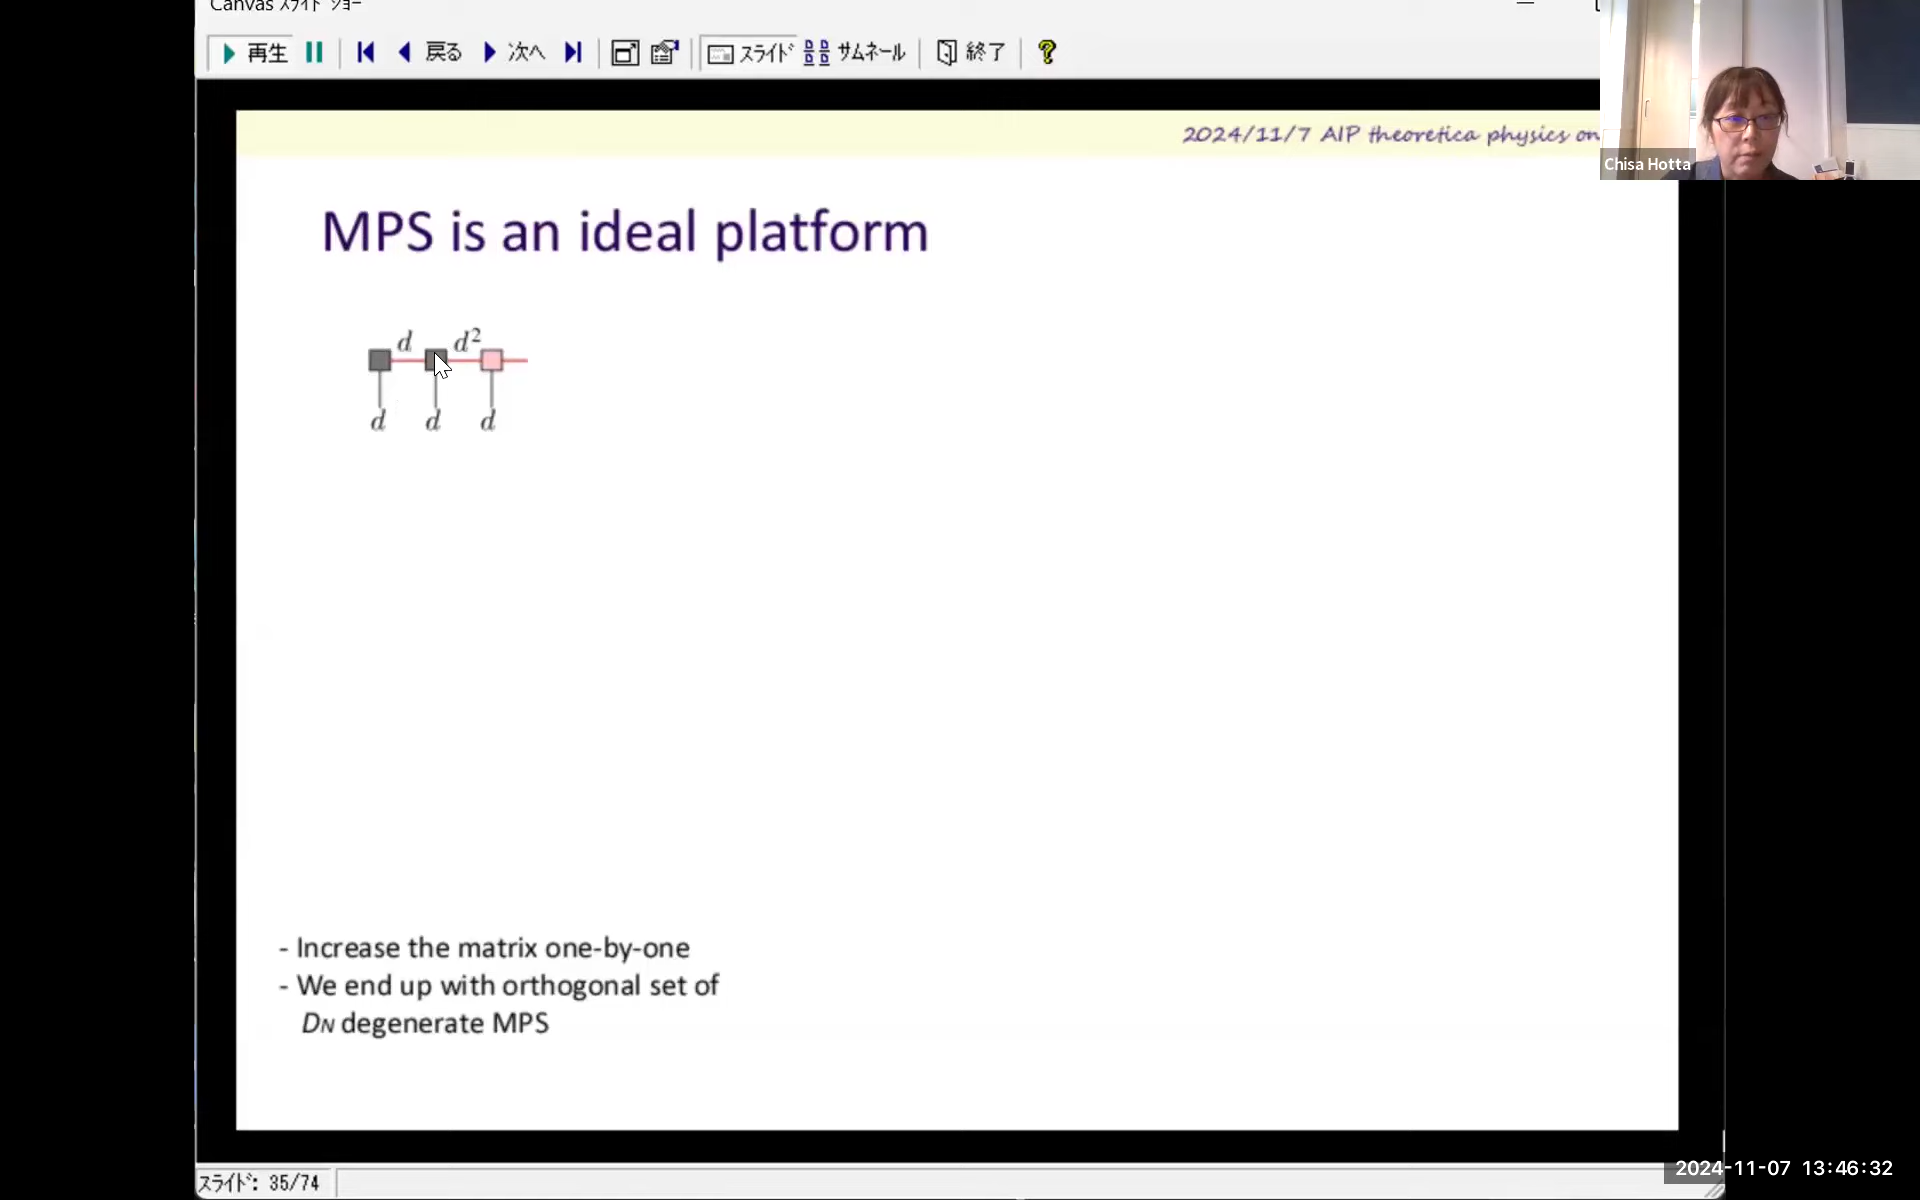 Canvas スライド ショー
再生 戻る 次へ スライド サムネール 終了 ?
2024/11/7 AIP theoretica physics on
Chisa Hotta
MPS is an ideal platform
d d²
d d d
- Increase the matrix one-by-one
- We end up with orthogonal set of
DN degenerate MPS
2024-11-07 13:46:32
スライド: 35/74